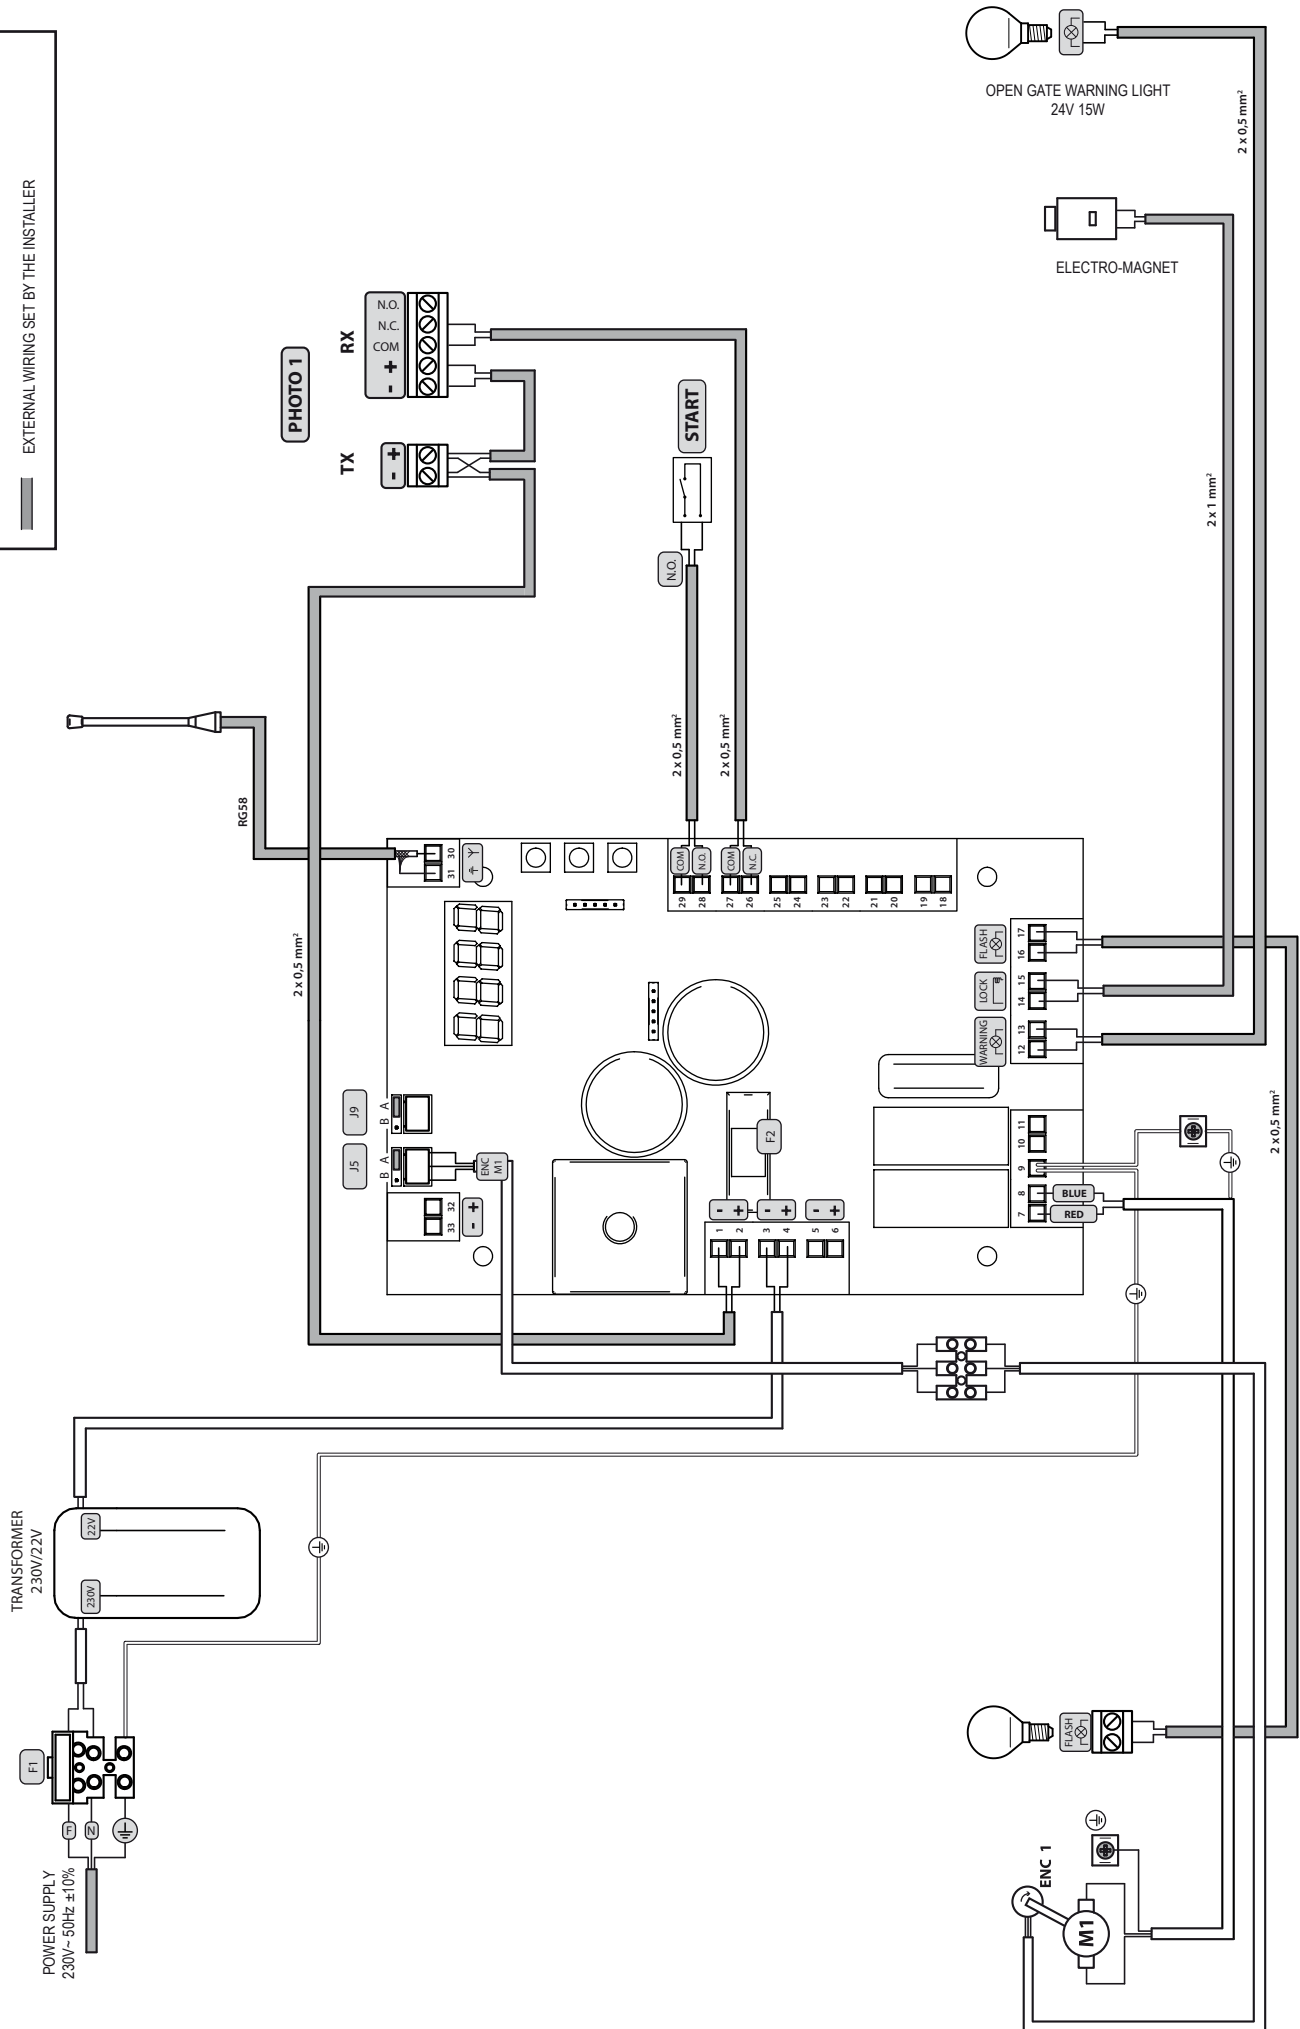 EXTERNAL WIRING SET BY THE INSTALLER
OPEN GATE WARNING LIGHT
24V 15W
2 x 0,5 mm²
ELECTRO-MAGNET
2 x 1 mm²
PHOTO 1
RX
N.O.
N.C.
COM
+
-
TX
- +
START
N.O.
2 x 0,5 mm²
2 x 0,5 mm²
RG58
2 x 0,5 mm²
31 30
J9
B A
J5
B A
ENC
M1
33 32
- +
COM
N.O.
COM
N.C.
29
28
27
26
25
24
23
22
21
20
19
18
FLASH
16 17
LOCK
14 15
WARNING
12 13
F2
- +
- +
- +
1
2
3
4
5
6
7 8 9 10 11
BLUE
RED
2 x 0,5 mm²
TRANSFORMER
230V/22V
22V
230V
F1
F
N
POWER SUPPLY
230V~ 50Hz ±10%
FLASH
ENC 1
M1